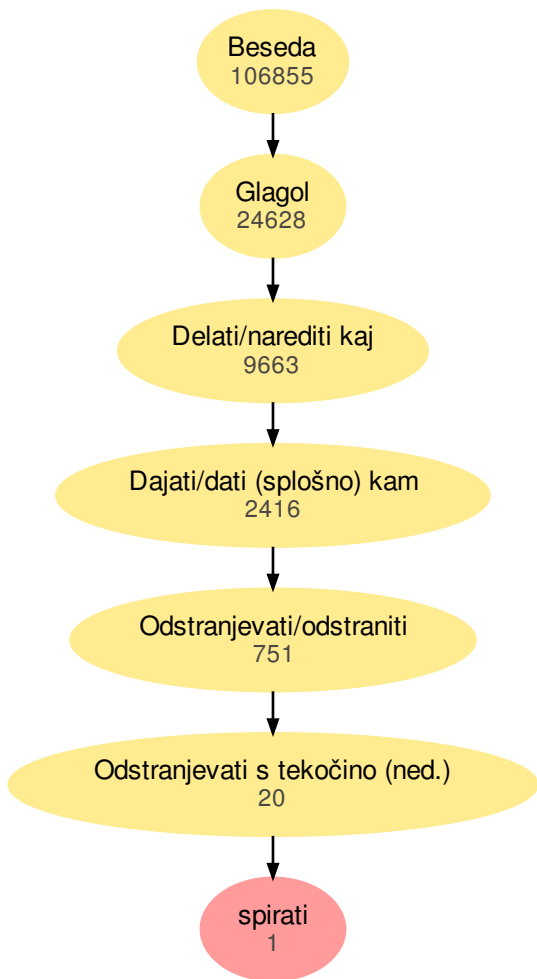 Beseda
106855
Glagol
24628
Delati/narediti kaj
9663
Dajati/dati (splošno) kam
2416
Odstranjevati/odstraniti
751
Odstranjevati s tekočino (ned.)
20
spirati
1